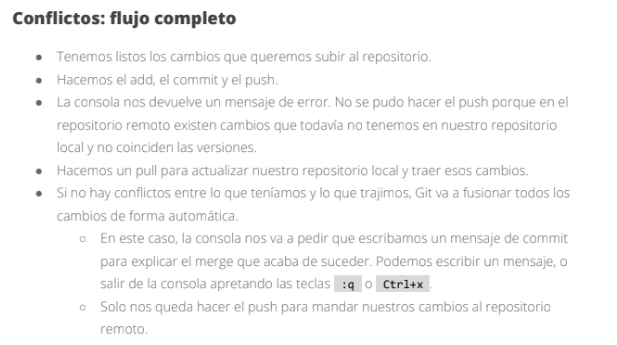 Conflictos: flujo completo
● Tenemos listos los cambios que queremos subir al repositorio.
● Hacemos el add, el commit y el push.
● La consola nos devuelve un mensaje de error. No se pudo hacer el push porque en el
repositorio remoto existen cambios que todavía no tenemos en nuestro repositorio
local y no coinciden las versiones.
● Hacemos un pull para actualizar nuestro repositorio local y traer esos cambios.
● Si no hay conflictos entre lo que teníamos y lo que trajimos, Git va a fusionar todos los
cambios de forma automática.
○ En este caso, la consola nos va a pedir que escribamos un mensaje de commit
para explicar el merge que acaba de suceder. Podemos escribir un mensaje, o
salir de la consola apretando las teclas :q o Ctrl+x.
○ Solo nos queda hacer el push para mandar nuestros cambios al repositorio
remoto.